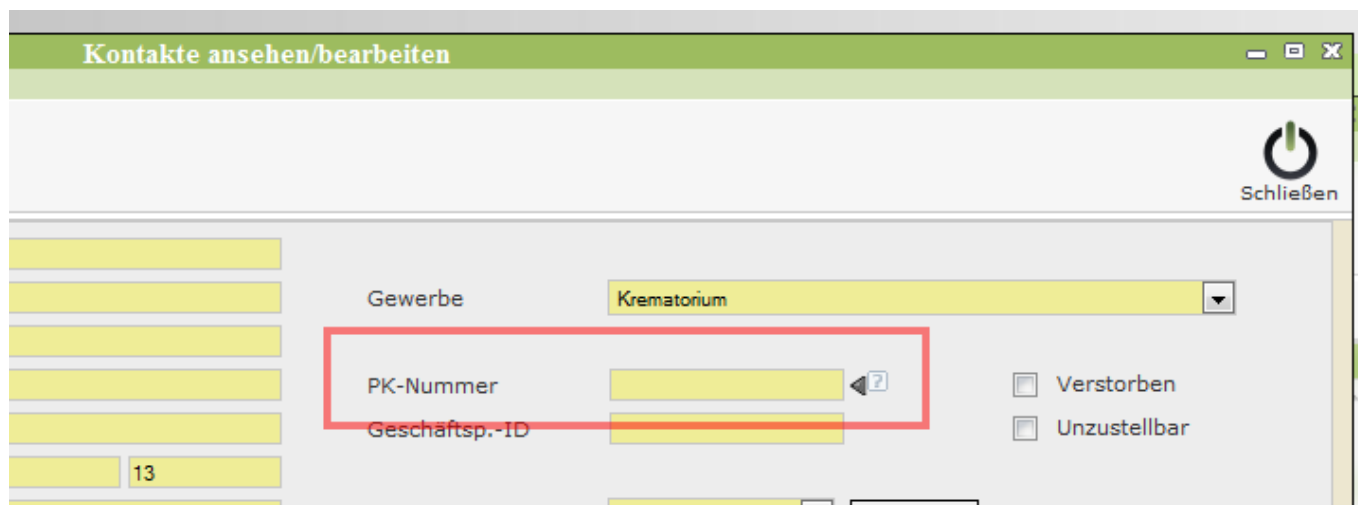 Kontakte ansehen/bearbeiten
Schließen
Gewerbe
Krematorium
PK-Nummer
?
Verstorben
Geschäftsp.-ID
Unzustellbar
13